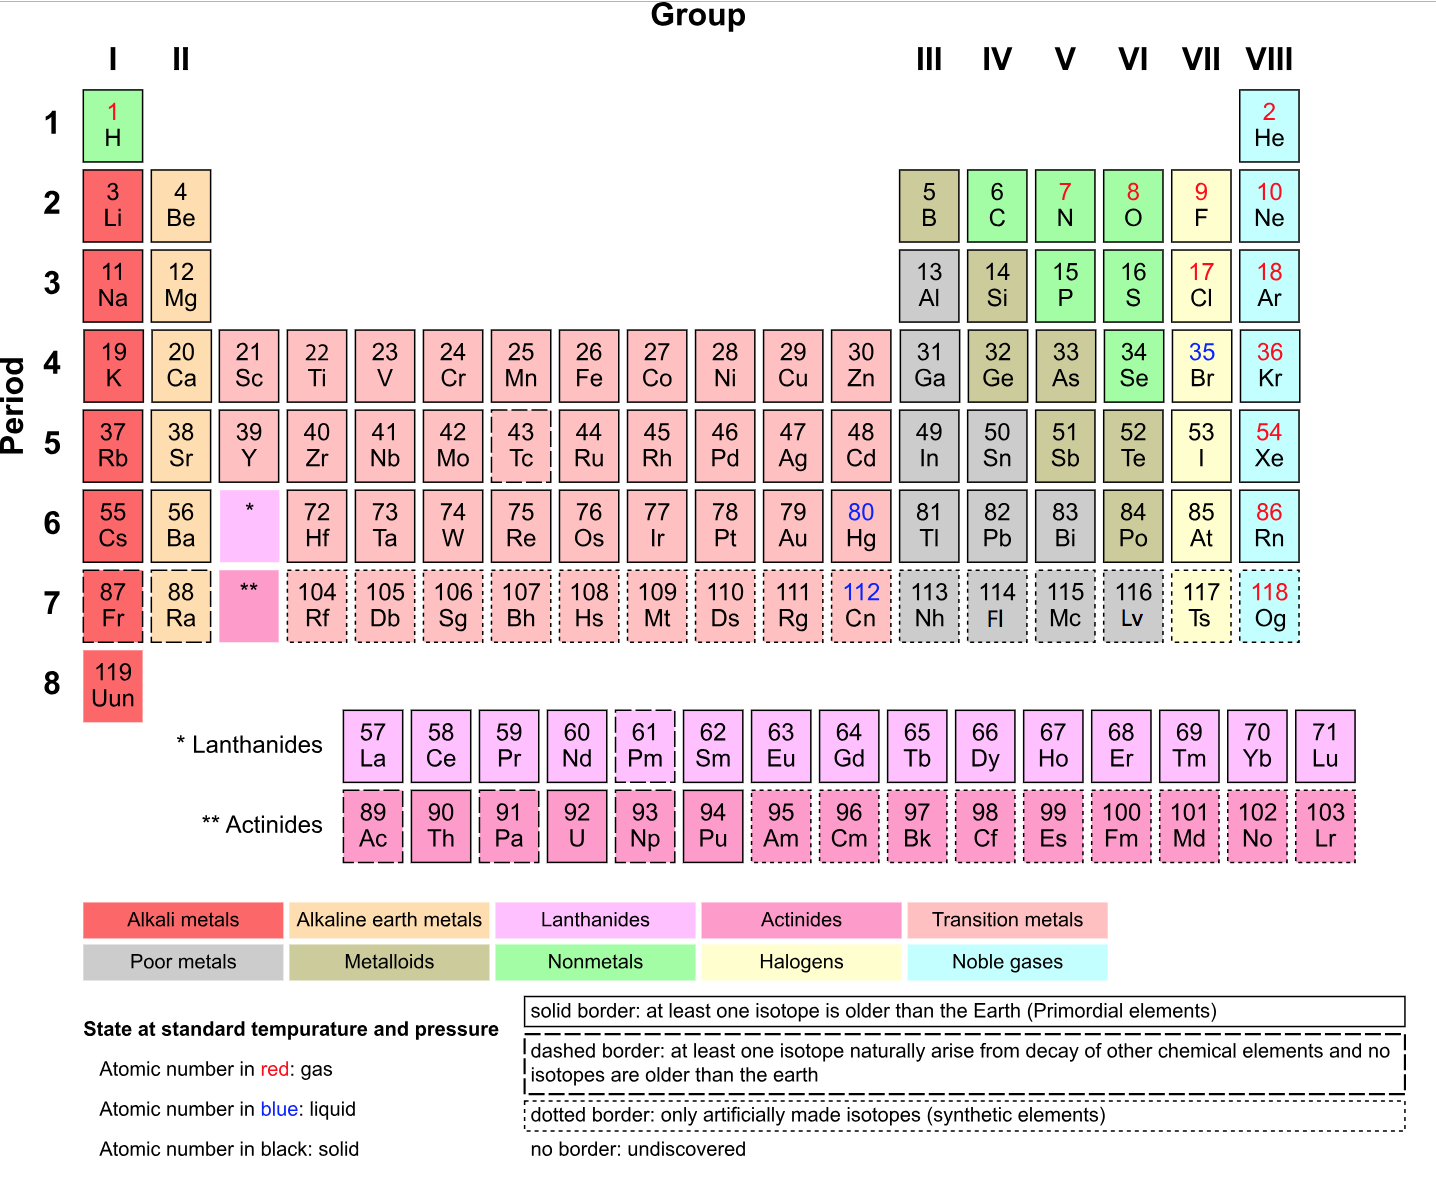 Group
I II III IV V VI VII VIII
Period
1
1 2
H He
2
3 4 5 6 7 8 9 10
Li Be B C N O F Ne
3
11 12 13 14 15 16 17 18
Na Mg Al Si P S Cl Ar
4
19 20 21 22 23 24 25 26 27 28 29 30 31 32 33 34 35 36
K Ca Sc Ti V Cr Mn Fe Co Ni Cu Zn Ga Ge As Se Br Kr
5
37 38 39 40 41 42 43 44 45 46 47 48 49 50 51 52 53 54
Rb Sr Y Zr Nb Mo Tc Ru Rh Pd Ag Cd In Sn Sb Te I Xe
6
55 56 * 72 73 74 75 76 77 78 79 80 81 82 83 84 85 86
Cs Ba Hf Ta W Re Os Ir Pt Au Hg Tl Pb Bi Po At Rn
7
87 88 ** 104 105 106 107 108 109 110 111 112 113 114 115 116 117 118
Fr Ra Rf Db Sg Bh Hs Mt Ds Rg Cn Nh Fl Mc Lv Ts Og
8
119
Uun
* Lanthanides
57 58 59 60 61 62 63 64 65 66 67 68 69 70 71
La Ce Pr Nd Pm Sm Eu Gd Tb Dy Ho Er Tm Yb Lu
** Actinides
89 90 91 92 93 94 95 96 97 98 99 100 101 102 103
Ac Th Pa U Np Pu Am Cm Bk Cf Es Fm Md No Lr
Alkali metals Alkaline earth metals Lanthanides Actinides Transition metals
Poor metals Metalloids Nonmetals Halogens Noble gases
State at standard tempurature and pressure
Atomic number in red: gas
Atomic number in blue: liquid
Atomic number in black: solid
solid border: at least one isotope is older than the Earth (Primordial elements)
dashed border: at least one isotope naturally arise from decay of other chemical elements and no
isotopes are older than the earth
dotted border: only artificially made isotopes (synthetic elements)
no border: undiscovered